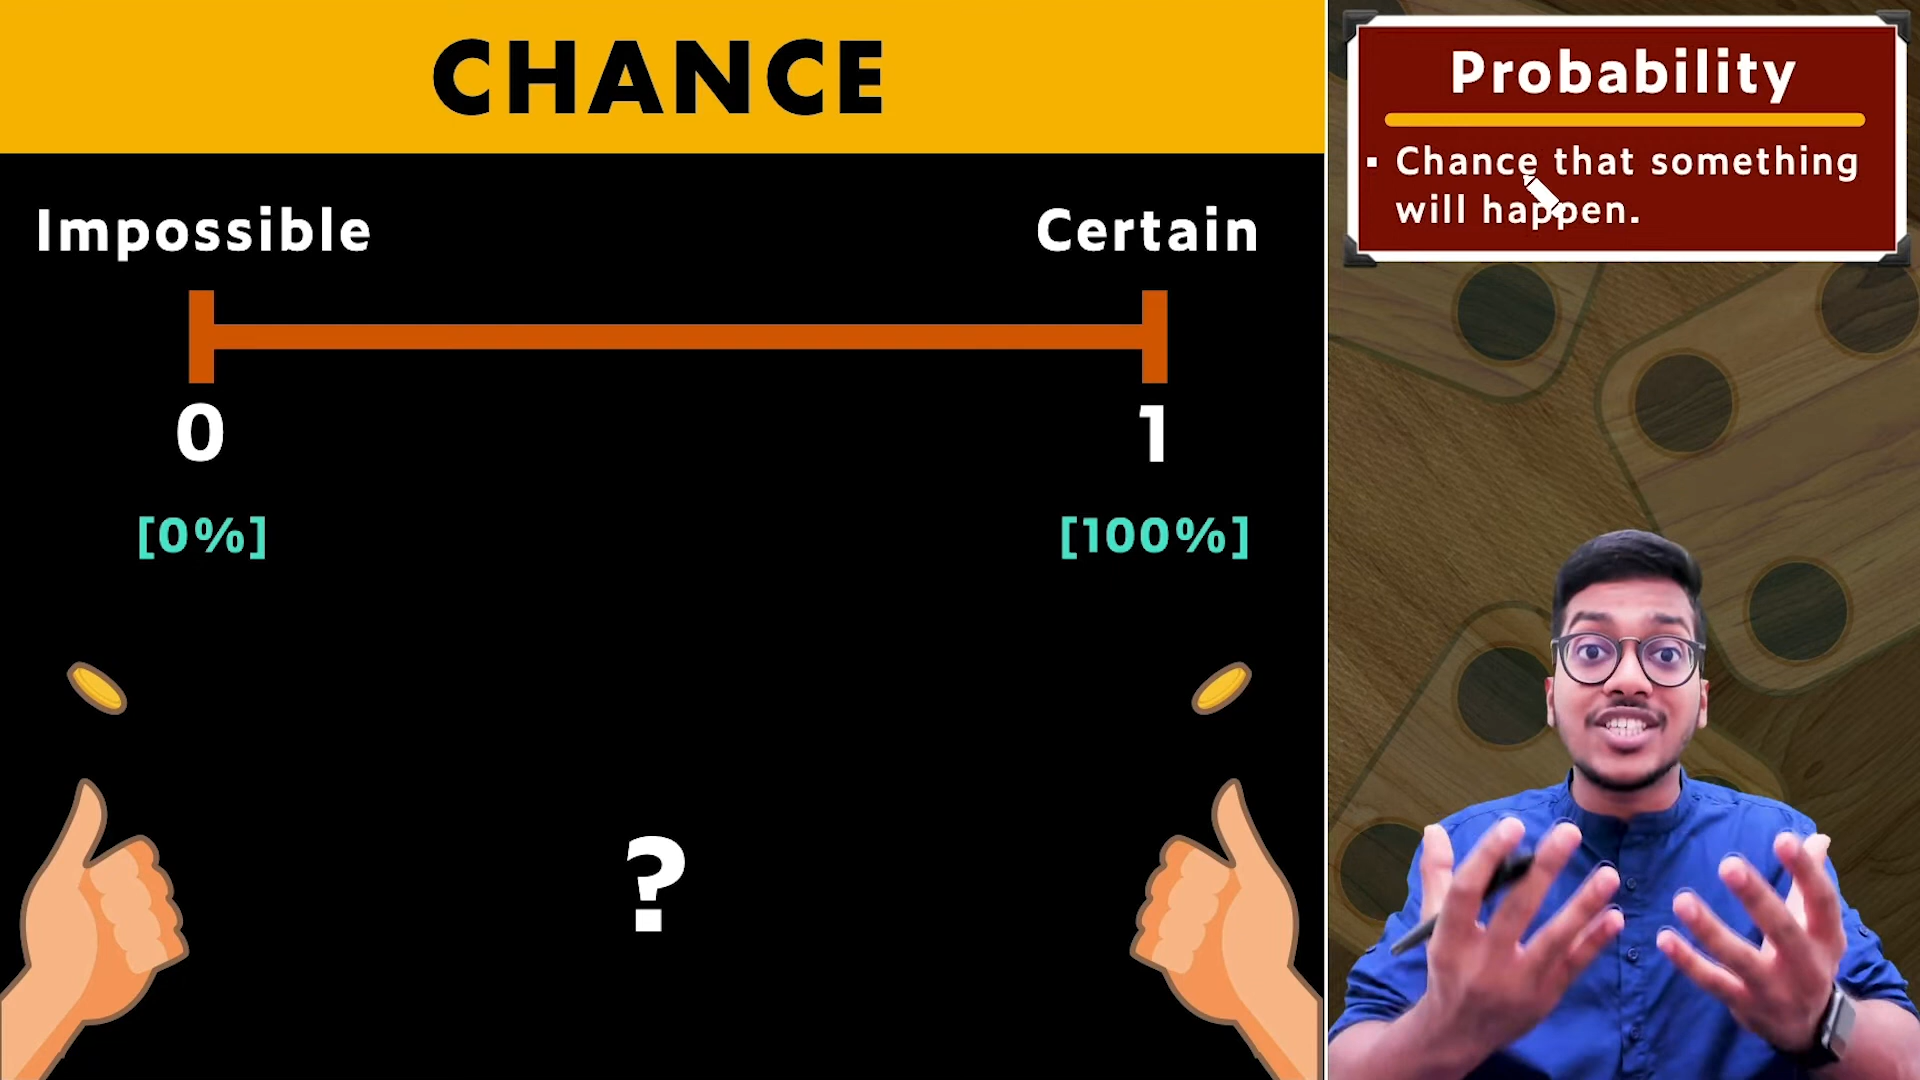 CHANCE
Impossible
Certain
0
1
[0%]
[100%]
?
Probability
▪ Chance that something
will happen.